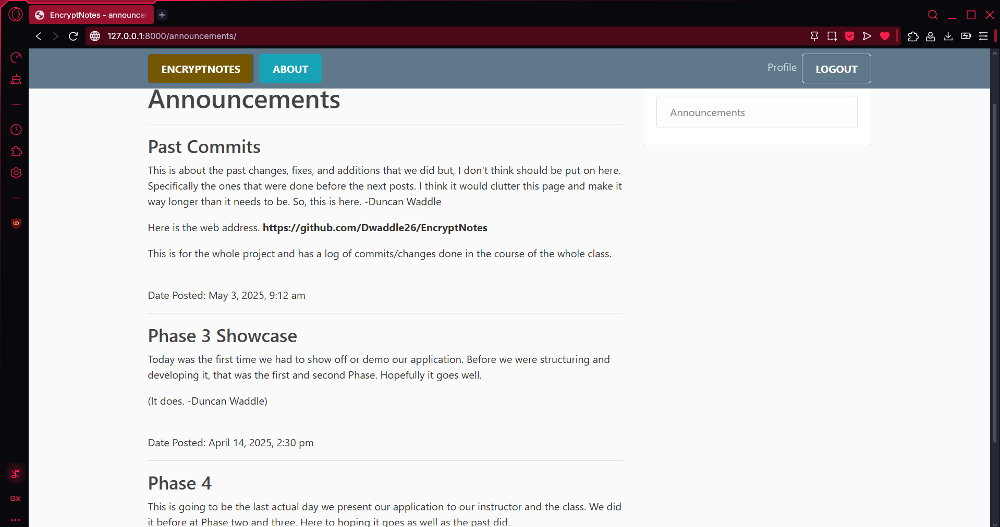 EncryptNotes - announcer
127.0.0.1:8000/announcements/
ENCRYPTNOTES
ABOUT
Profile
LOGOUT
Announcements
Announcements
Past Commits
This is about the past changes, fixes, and additions that we did but, I don't think should be put on here.
Specifically the ones that were done before the next posts. I think it would clutter this page and make it
way longer than it needs to be. So, this is here. -Duncan Waddle
Here is the web address. https://github.com/Dwaddle26/EncryptNotes
This is for the whole project and has a log of commits/changes done in the course of the whole class.
Date Posted: May 3, 2025, 9:12 am
Phase 3 Showcase
Today was the first time we had to show off or demo our application. Before we were structuring and
developing it, that was the first and second Phase. Hopefully it goes well.
(It does. -Duncan Waddle)
Date Posted: April 14, 2025, 2:30 pm
GX
Phase 4
This is going to be the last actual day we present our application to our instructor and the class. We did
it before at Phase two and three. Here to hoping it goes as well as the past did.